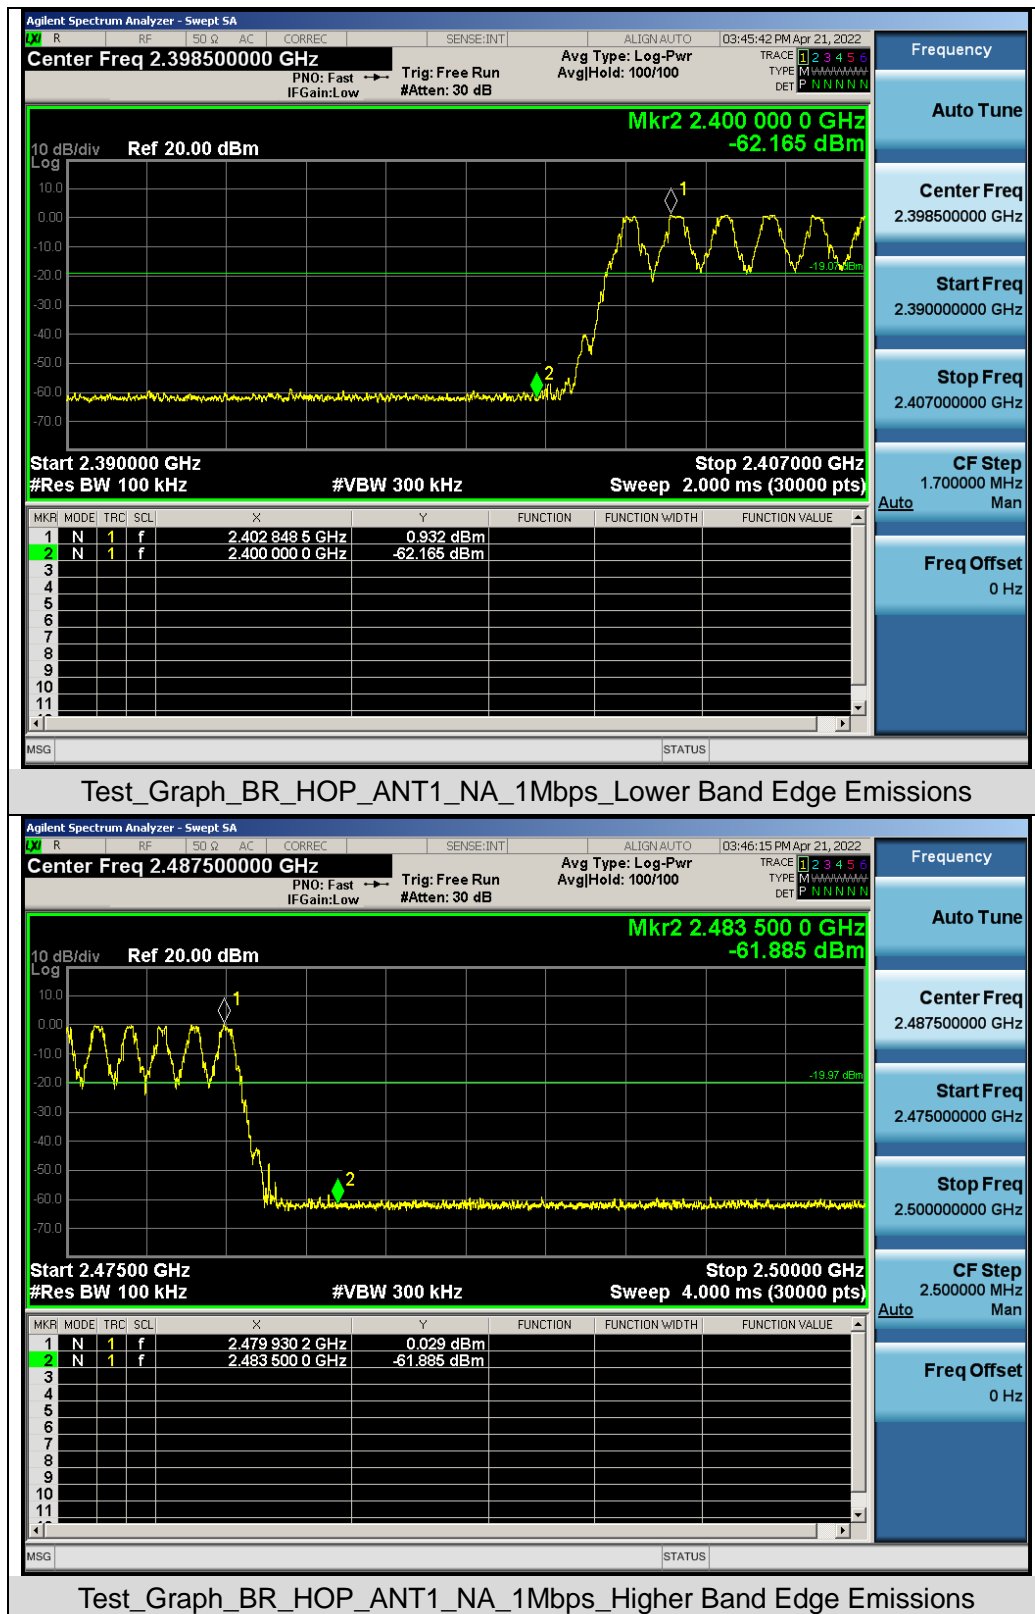 Agilent Spectrum Analyzer - Swept SA
LXI R RF 50 Ω AC CORREC SENSE:INT ALIGN AUTO 03:45:42 PM Apr 21, 2022
Center Freq 2.398500000 GHz
PNO: Fast
IFGain:Low
Trig: Free Run
#Atten: 30 dB
Avg Type: Log-Pwr
Avg|Hold: 100/100
TRACE 1 2 3 4 5 6
TYPE M
DET P N N N N N
Mkr2 2.400 000 0 GHz
-62.165 dBm
10 dB/div Ref 20.00 dBm
Log
10.0
0.00
-10.0
-20.0
-30.0
-40.0
-50.0
-60.0
-70.0
1
2
-19.07 dBm
Start 2.390000 GHz Stop 2.407000 GHz
#Res BW 100 kHz #VBW 300 kHz Sweep 2.000 ms (30000 pts)
MKR MODE TRC SCL X Y FUNCTION FUNCTION WIDTH FUNCTION VALUE
1 N 1 f 2.402 848 5 GHz 0.932 dBm
2 N 1 f 2.400 000 0 GHz -62.165 dBm
3
4
5
6
7
8
9
10
11
MSG STATUS
Frequency
Auto Tune
Center Freq
2.398500000 GHz
Start Freq
2.390000000 GHz
Stop Freq
2.407000000 GHz
CF Step
1.700000 MHz
Auto Man
Freq Offset
0 Hz
Test_Graph_BR_HOP_ANT1_NA_1Mbps_Lower Band Edge Emissions
Agilent Spectrum Analyzer - Swept SA
LXI R RF 50 Ω AC CORREC SENSE:INT ALIGN AUTO 03:46:15 PM Apr 21, 2022
Center Freq 2.487500000 GHz
PNO: Fast
IFGain:Low
Trig: Free Run
#Atten: 30 dB
Avg Type: Log-Pwr
Avg|Hold: 100/100
TRACE 1 2 3 4 5 6
TYPE M
DET P N N N N N
Mkr2 2.483 500 0 GHz
-61.885 dBm
10 dB/div Ref 20.00 dBm
Log
10.0
0.00
-10.0
-20.0
-30.0
-40.0
-50.0
-60.0
-70.0
1
2
-19.97 dBm
Start 2.47500 GHz Stop 2.50000 GHz
#Res BW 100 kHz #VBW 300 kHz Sweep 4.000 ms (30000 pts)
MKR MODE TRC SCL X Y FUNCTION FUNCTION WIDTH FUNCTION VALUE
1 N 1 f 2.479 930 2 GHz 0.029 dBm
2 N 1 f 2.483 500 0 GHz -61.885 dBm
3
4
5
6
7
8
9
10
11
MSG STATUS
Frequency
Auto Tune
Center Freq
2.487500000 GHz
Start Freq
2.475000000 GHz
Stop Freq
2.500000000 GHz
CF Step
2.500000 MHz
Auto Man
Freq Offset
0 Hz
Test_Graph_BR_HOP_ANT1_NA_1Mbps_Higher Band Edge Emissions